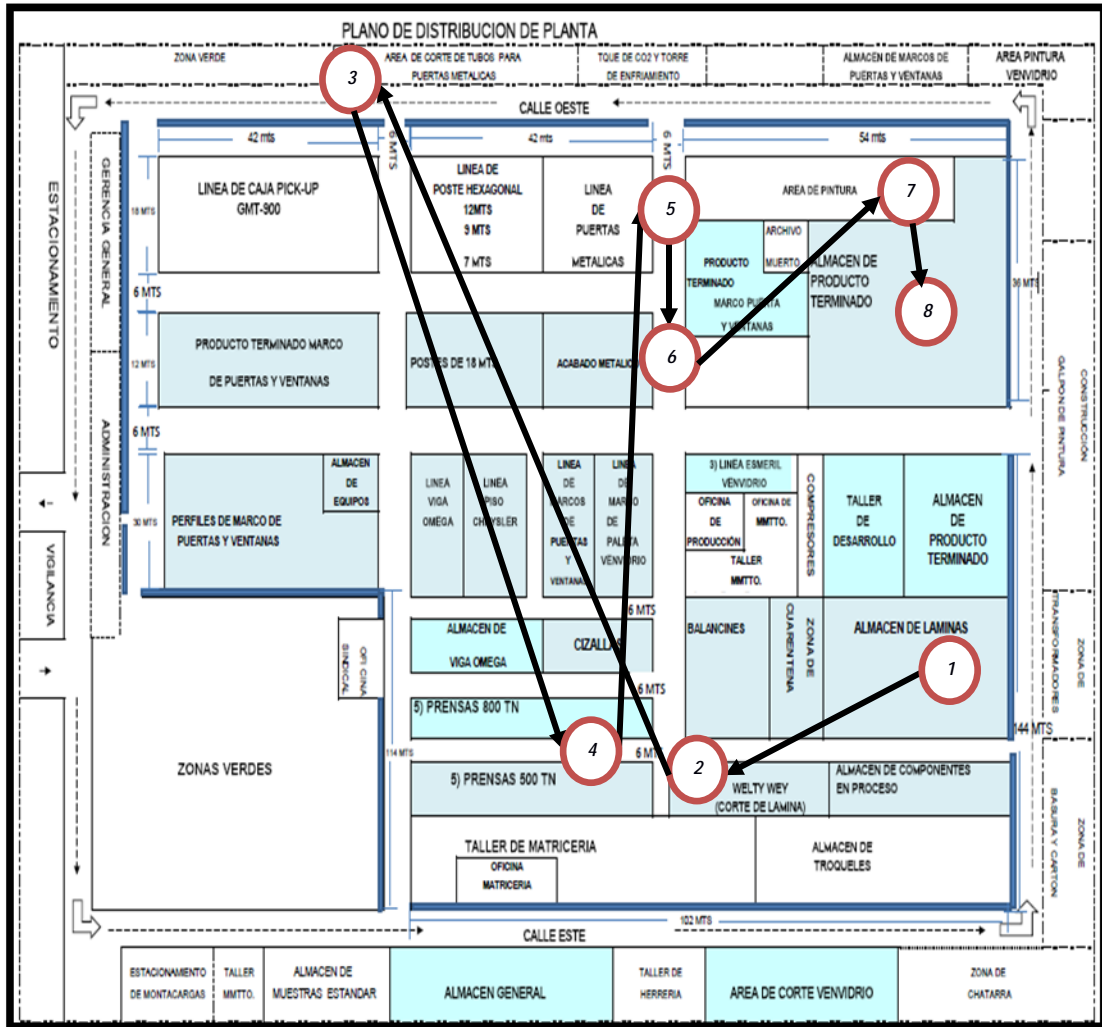 PLANO DE DISTRIBUCION DE PLANTA
ZONA VERDE
AREA DE CORTE DE TUBOS PARA
PUERTAS METALICAS
TQUE DE CO2 Y TORRE
DE ENFRIAMIENTO
ALMACEN DE MARCOS DE
PUERTAS Y VENTANAS
AREA PINTURA
VENVIDRIO
3
CALLE OESTE
42 mts
6 MTS
42 mts
6 MTS
54 mts
ESTACIONAMIENTO
GERENCIA GENERAL
18 MTS
LINEA DE CAJA PICK-UP
GMT-900
LINEA DE
POSTE HEXAGONAL
12MTS
9 MTS
7 MTS
LINEA
DE
PUERTAS
METALICAS
5
AREA DE PINTURA
7
ARCHIVO
MUERTO
PRODUCTO
TERMINADO
MARCO PUERTA
Y VENTANAS
ALMACEN DE
PRODUCTO
TERMINADO
8
36 MTS
6 MTS
12 MTS
PRODUCTO TERMINADO MARCO
DE PUERTAS Y VENTANAS
POSTES DE 18 MTS
ACABADO METALICO
6
GALPON DE PINTURA
CONSTRUCCIÓN
ADMINISTRACION
6 MTS
30 MTS
ALMACEN
DE
EQUIPOS
PERFILES DE MARCO DE
PUERTAS Y VENTANAS
LINEA
VIGA
OMEGA
LINEA
PISO
CHRYSLER
LINEA
DE
MARCOS
DE
PUERTAS
Y
VENTANAS
LINEA
DE
MARCO
DE
PALETA
VENVIDRIO
3) LINEA ESMERIL
VENVIDRIO
OFICINA
DE
PRODUCCIÓN
OFICINA DE
MMTTO.
TALLER
MMTTO.
COMPRESORES
TALLER
DE
DESARROLLO
ALMACEN
DE
PRODUCTO
TERMINADO
VIGILANCIA
6 MTS
OFICINA
SINDICAL
ALMACEN DE
VIGA OMEGA
CIZALLAS
BALANCINES
ZONA DE
CUARENTENA
ALMACEN DE LAMINAS
1
TRANSFORMADORES
ZONA DE
6 MTS
5) PRENSAS 800 TN
144 MTS
114 MTS
4
6 MTS
2
ZONAS VERDES
5) PRENSAS 500 TN
WELTY WEY
(CORTE DE LAMINA)
ALMACEN DE COMPONENTES
EN PROCESO
BASURA Y CARTON
ZONA DE
TALLER DE MATRICERIA
OFICINA
MATRICERIA
ALMACEN DE
TROQUELES
102 MTS
CALLE ESTE
ESTACIONAMIENTO
DE MONTACARGAS
TALLER
MMTTO.
ALMACEN DE
MUESTRAS ESTANDAR
ALMACEN GENERAL
TALLER DE
HERRERIA
AREA DE CORTE VENVIDRIO
ZONA DE
CHATARRA